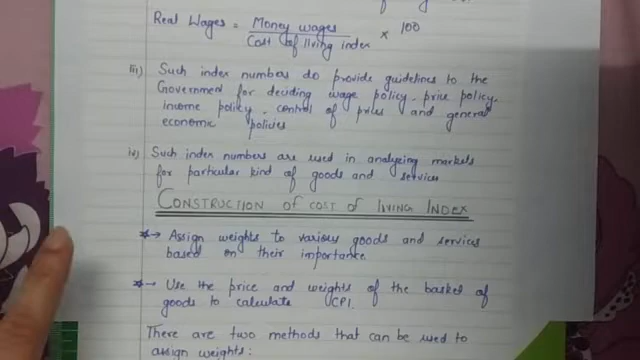 Real Wages = Money wages / Cost of living index × 100
iii) Such index numbers do provide guidelines to the
Government for deciding wage policy, price policy,
income policy, control of prices and general
economic policies
iv) Such index numbers are used in analyzing markets
for particular kind of goods and services
CONSTRUCTION OF COST OF LIVING INDEX
→ Assign weights to various goods and services
based on their importance
→ Use the price and weights of the basket of
goods to calculate CPI.
There are two methods that can be used to
assign weights: